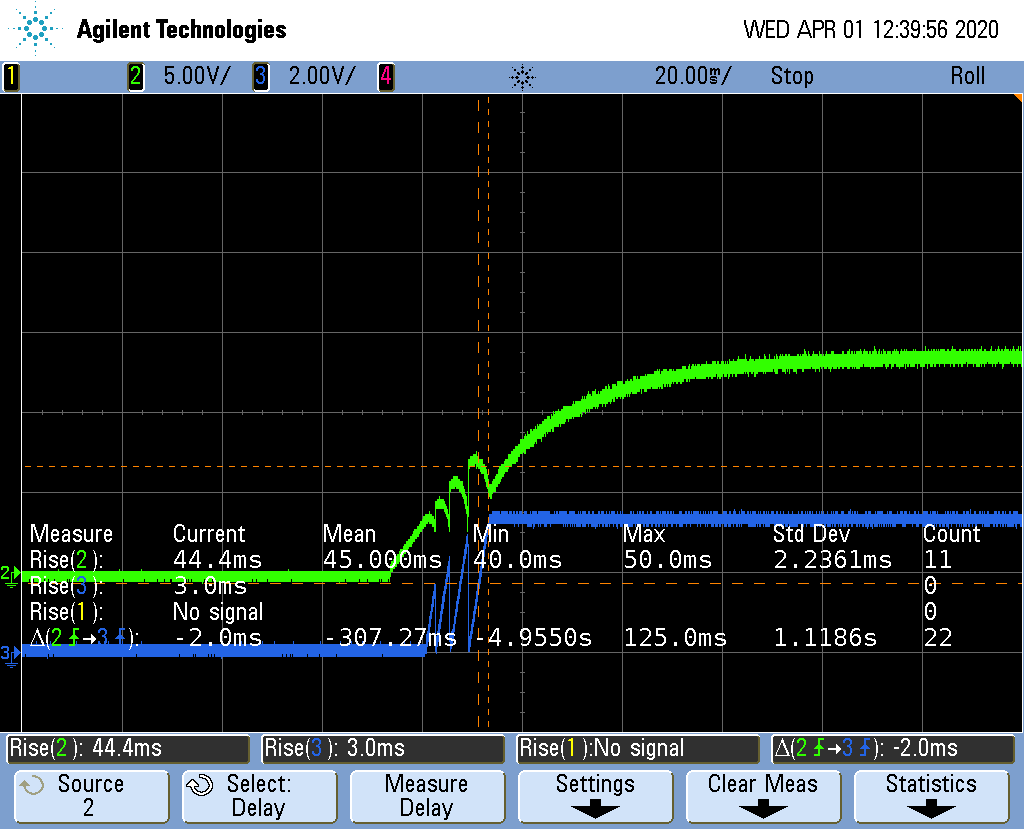 Agilent Technologies WED APR 01 12:39:56 2020
1 2 5.00V/ 3 2.00V/ 4 20.00ms/ Stop Roll
Measure Current Mean Min Max Std Dev Count
2 Rise(2): 44.4ms 45.000ms 40.0ms 50.0ms 2.2361ms 11
Rise(3): 3.0ms 0
Rise(1): No signal 0
3 Δ(2→3): -2.0ms -307.27ms -4.9550s 125.0ms 1.1186s 22
Rise(2): 44.4ms Rise(3): 3.0ms Rise(1):No signal Δ(2→3): -2.0ms
Source Select: Measure Settings Clear Meas Statistics
2 Delay Delay